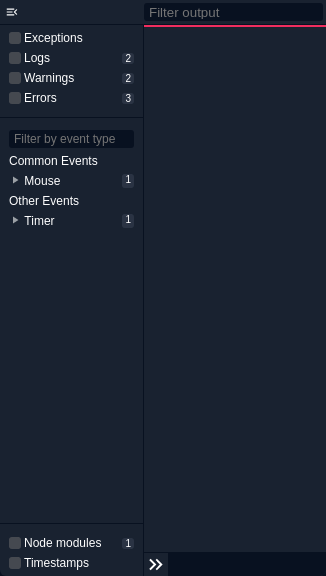 Filter output
Exceptions
Logs 2
Warnings 2
Errors 3
Filter by event type
Common Events
Mouse 1
Other Events
Timer 1
Node modules 1
Timestamps